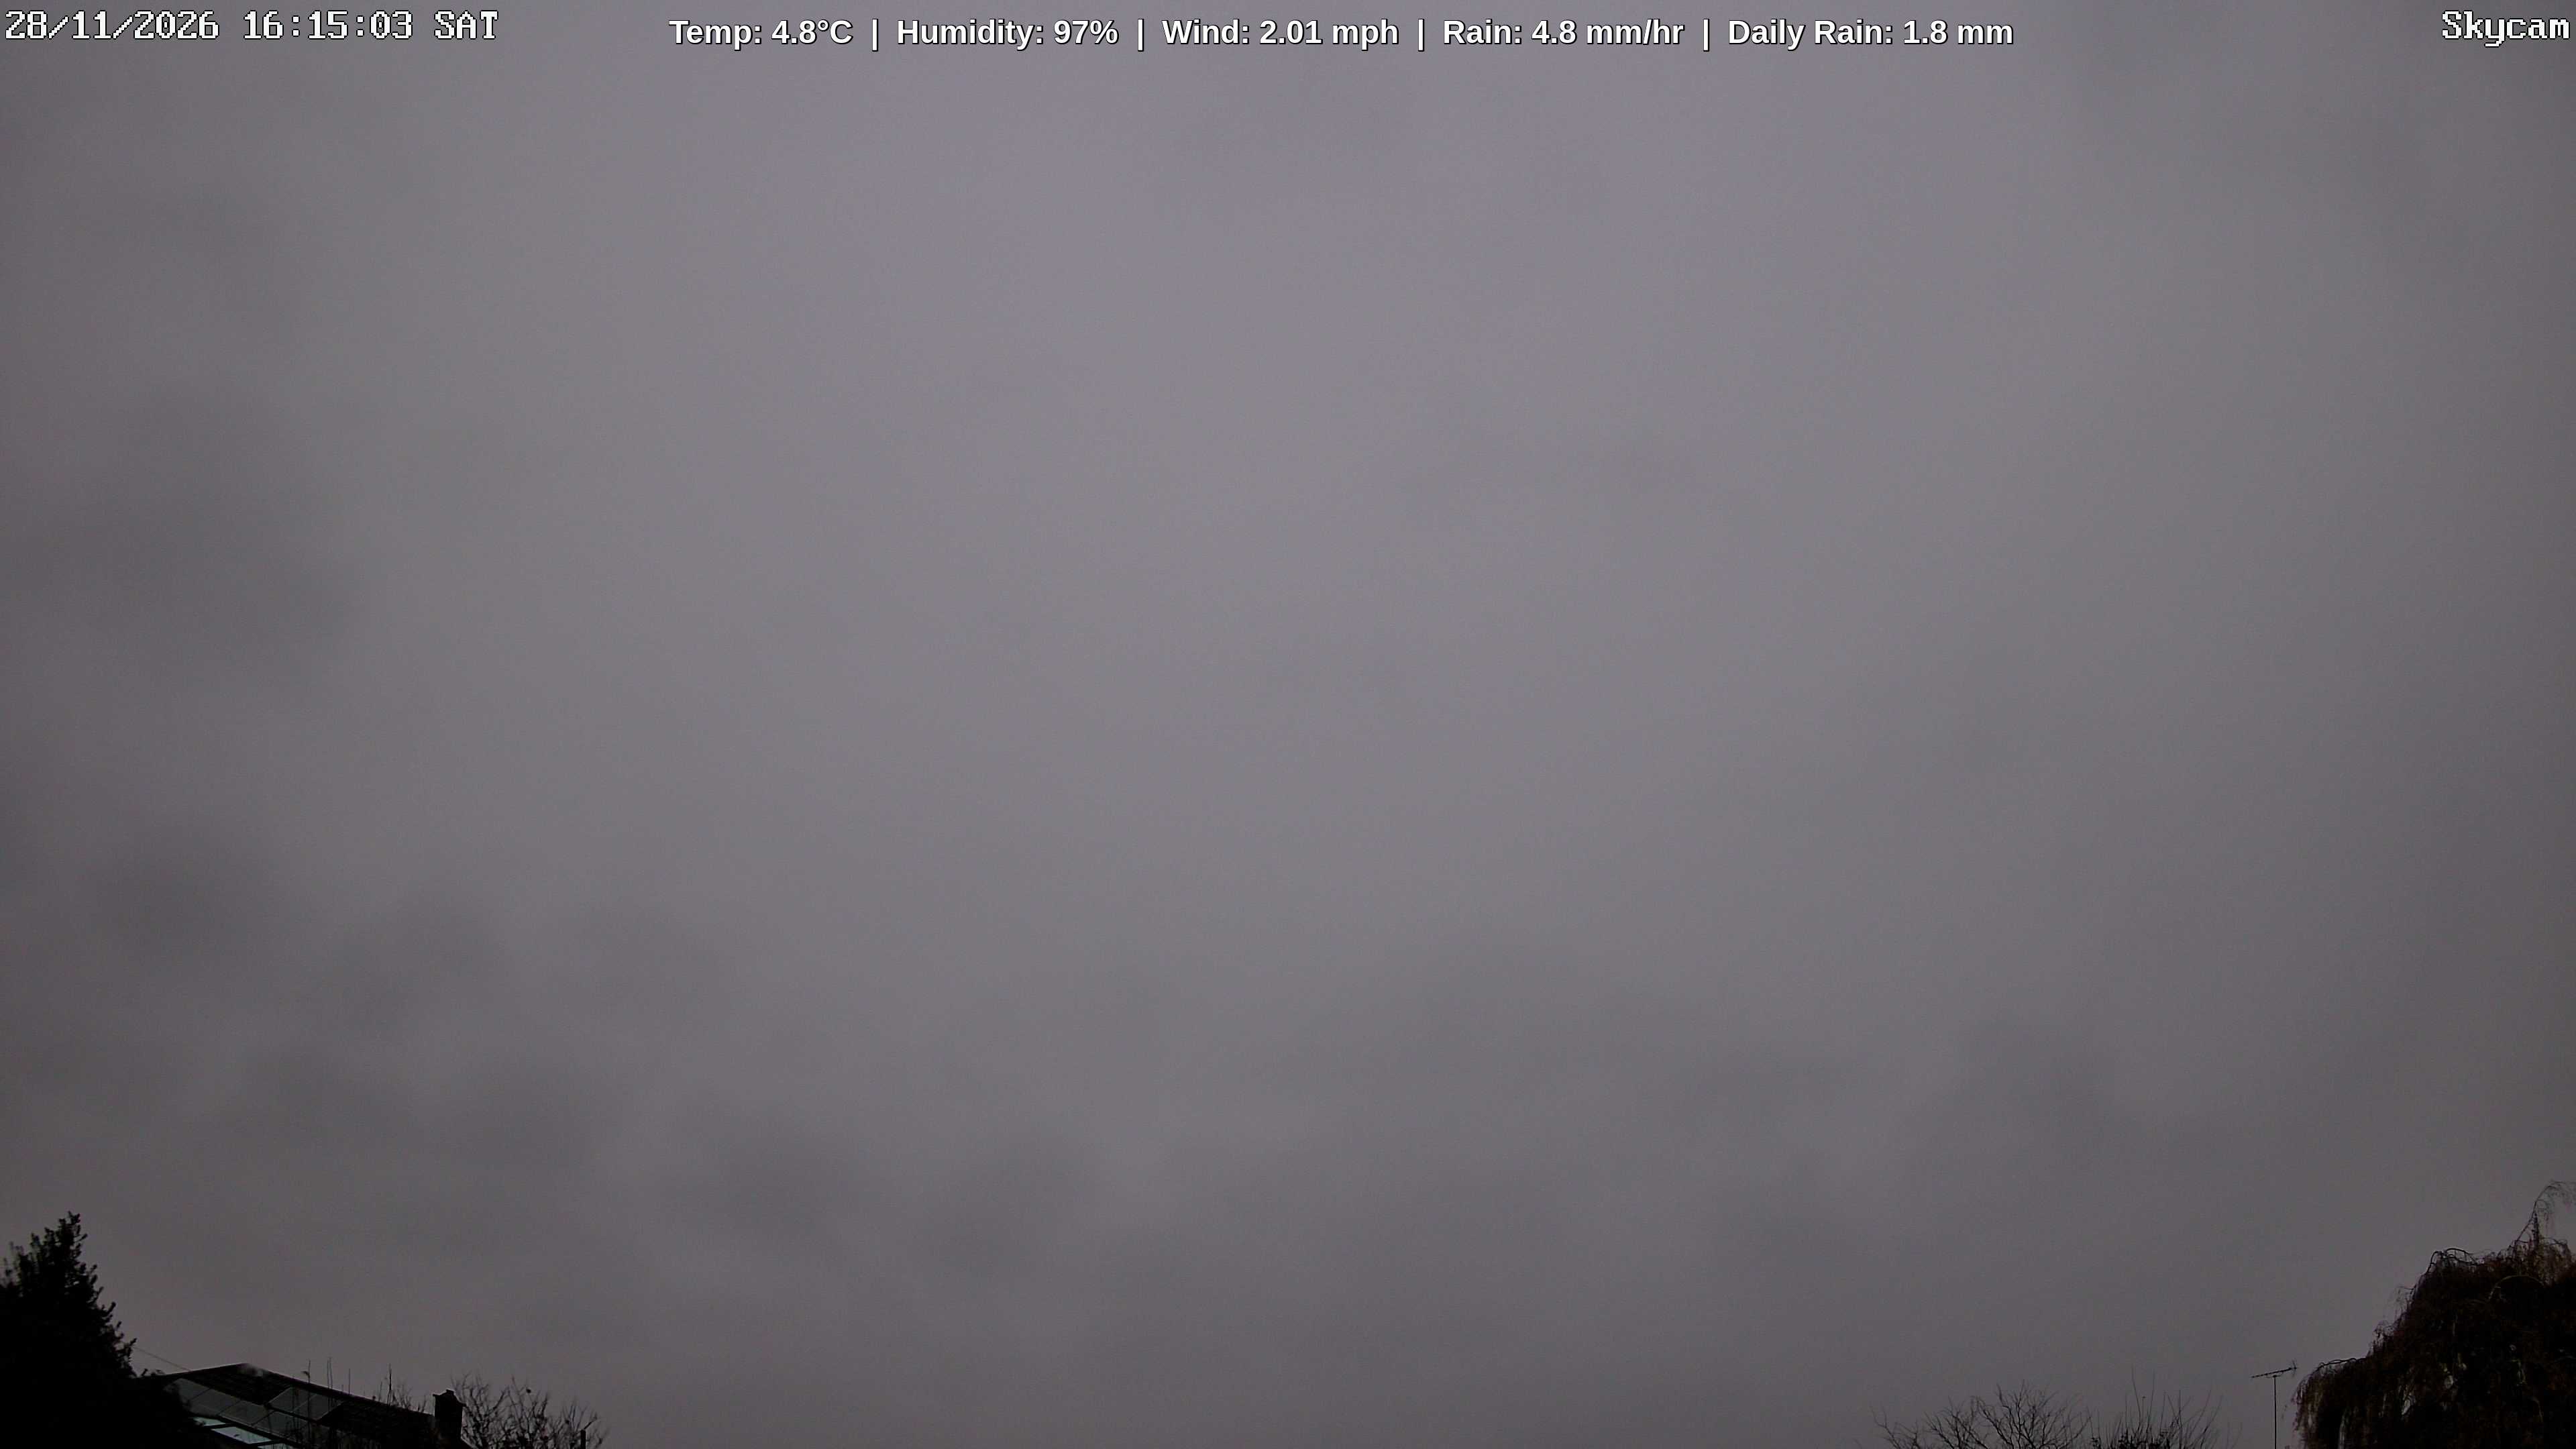 28/11/2026 16:15:03 SAT
Temp: 4.8°C | Humidity: 97% | Wind: 2.01 mph | Rain: 4.8 mm/hr | Daily Rain: 1.8 mm
Skycam